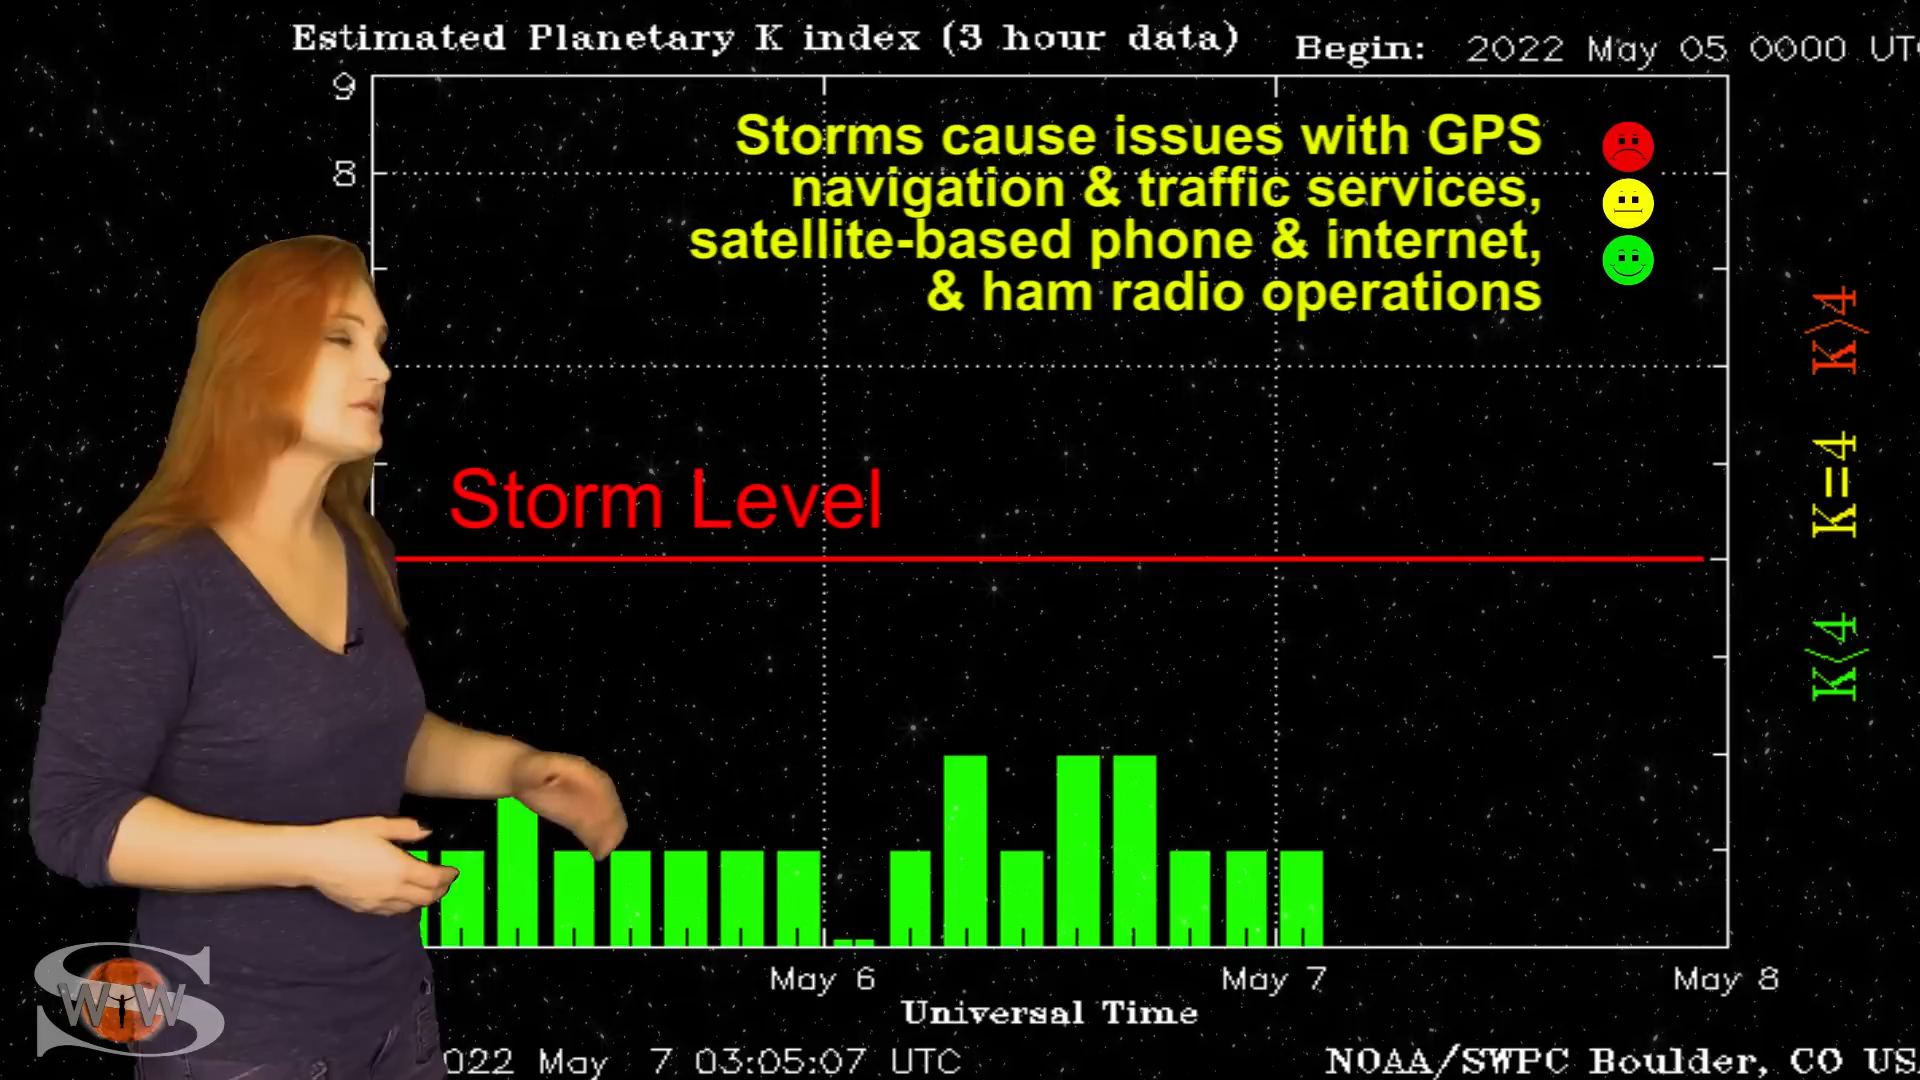 Estimated Planetary K index (3 hour data)
Begin: 2022 May 05 0000 UTC
9
8
Storms cause issues with GPS
navigation & traffic services,
satellite-based phone & internet,
& ham radio operations
K>4
K=4
K<4
Storm Level
May 6
May 7
May 8
Universal Time
022 May 7 03:05:07 UTC
NOAA/SWPC Boulder, CO US
S
WTW